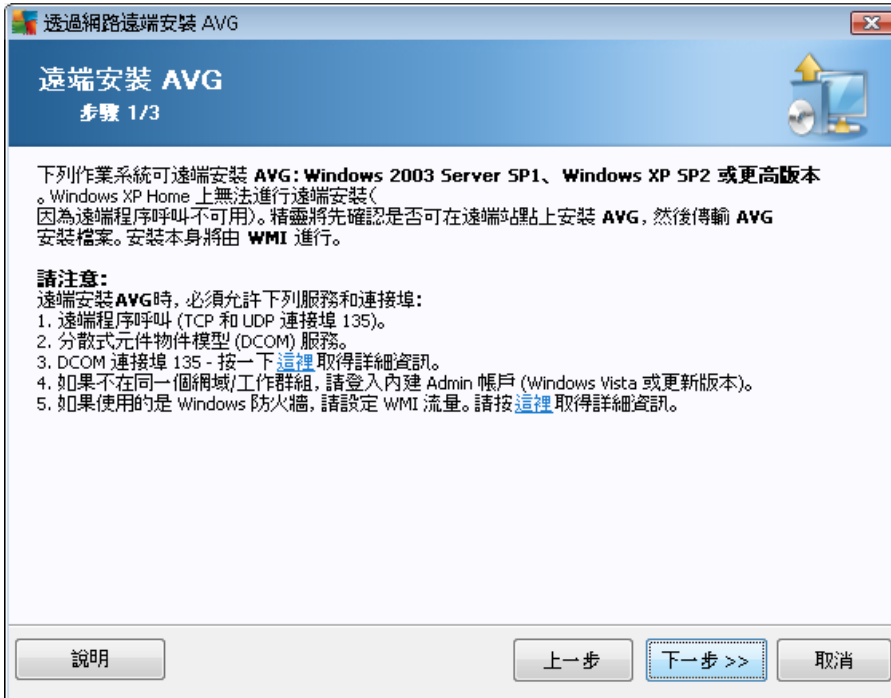 透過網路遠端安裝 AVG
遠端安裝 AVG
步驟 1/3
下列作業系統可遠端安裝 AVG: Windows 2003 Server SP1、Windows XP SP2 或更高版本
。Windows XP Home 上無法進行遠端安裝(
因為遠端程序呼叫不可用)。精靈將先確認是否可在遠端站點上安裝 AVG, 然後傳輸 AVG
安裝檔案。安裝本身將由 WMI 進行。
請注意:
遠端安裝AVG時, 必須允許下列服務和連接埠:
1. 遠端程序呼叫 (TCP 和 UDP 連接埠 135)。
2. 分散式元件物件模型 (DCOM) 服務。
3. DCOM 連接埠 135 - 按一下這裡取得詳細資訊。
4. 如果不在同一個網域/工作群組, 請登入內建 Admin 帳戶 (Windows Vista 或更新版本)。
5. 如果使用的是 Windows 防火牆, 請設定 WMI 流量。請按這裡取得詳細資訊。
說明
上一步
下一步 >>
取消